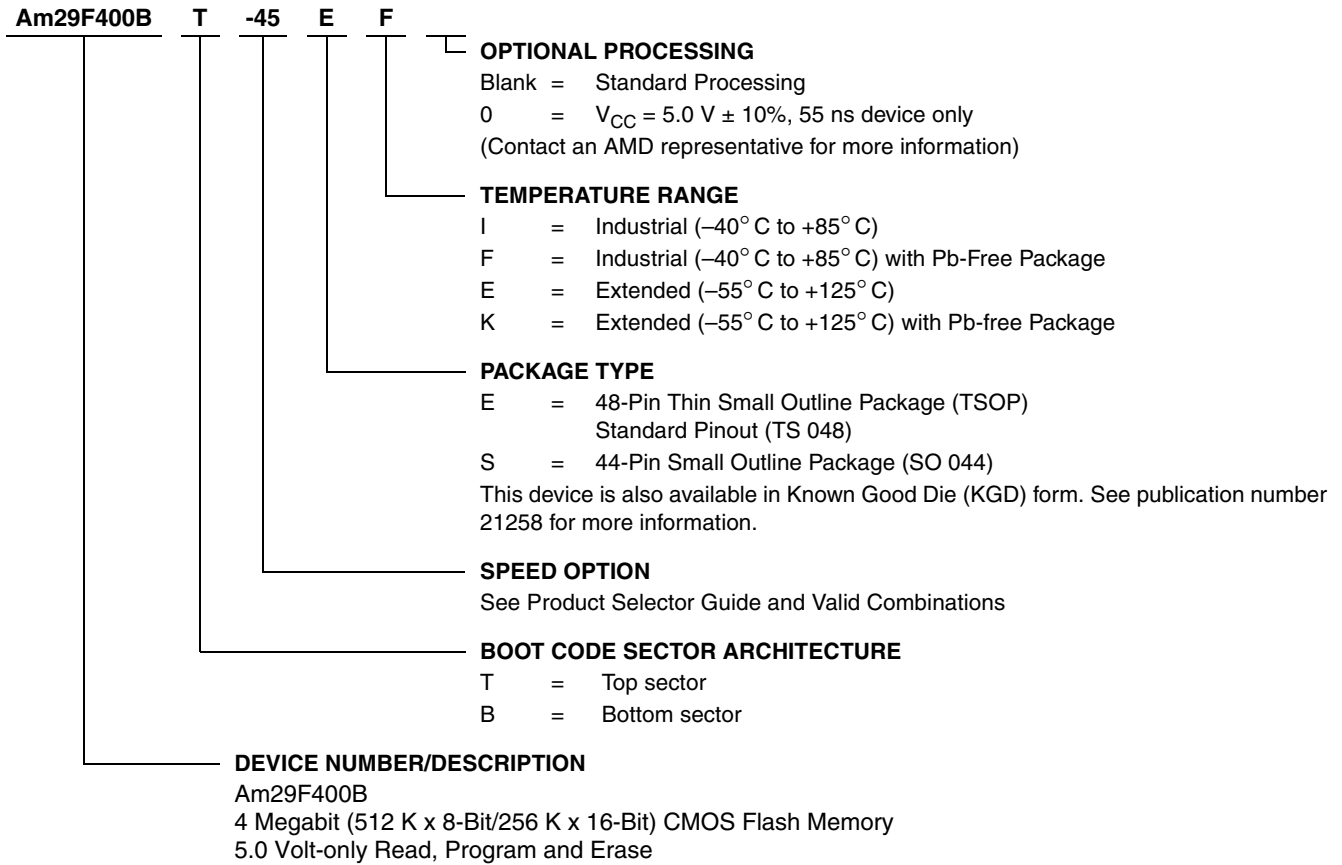 Am29F400B T -45 E F
OPTIONAL PROCESSING
Blank = Standard Processing
0 = VCC = 5.0 V ± 10%, 55 ns device only
(Contact an AMD representative for more information)
TEMPERATURE RANGE
I = Industrial (–40° C to +85° C)
F = Industrial (–40° C to +85° C) with Pb-Free Package
E = Extended (–55° C to +125° C)
K = Extended (–55° C to +125° C) with Pb-free Package
PACKAGE TYPE
E = 48-Pin Thin Small Outline Package (TSOP)
Standard Pinout (TS 048)
S = 44-Pin Small Outline Package (SO 044)
This device is also available in Known Good Die (KGD) form. See publication number
21258 for more information.
SPEED OPTION
See Product Selector Guide and Valid Combinations
BOOT CODE SECTOR ARCHITECTURE
T = Top sector
B = Bottom sector
DEVICE NUMBER/DESCRIPTION
Am29F400B
4 Megabit (512 K x 8-Bit/256 K x 16-Bit) CMOS Flash Memory
5.0 Volt-only Read, Program and Erase